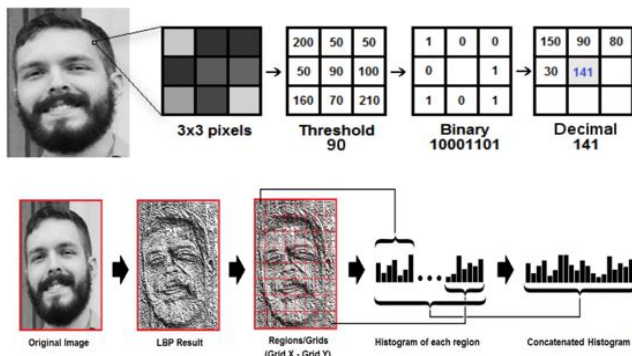 200 50 50
50 90 100
160 70 210
1 0 0
0 1
1 0 1
150 90 80
30 141
3x3 pixels
Threshold
90
Binary
10001101
Decimal
141
Original Image
LBP Result
Regions/Grids
(Grid X - Grid Y)
Histogram of each region
Concatenated Histogram